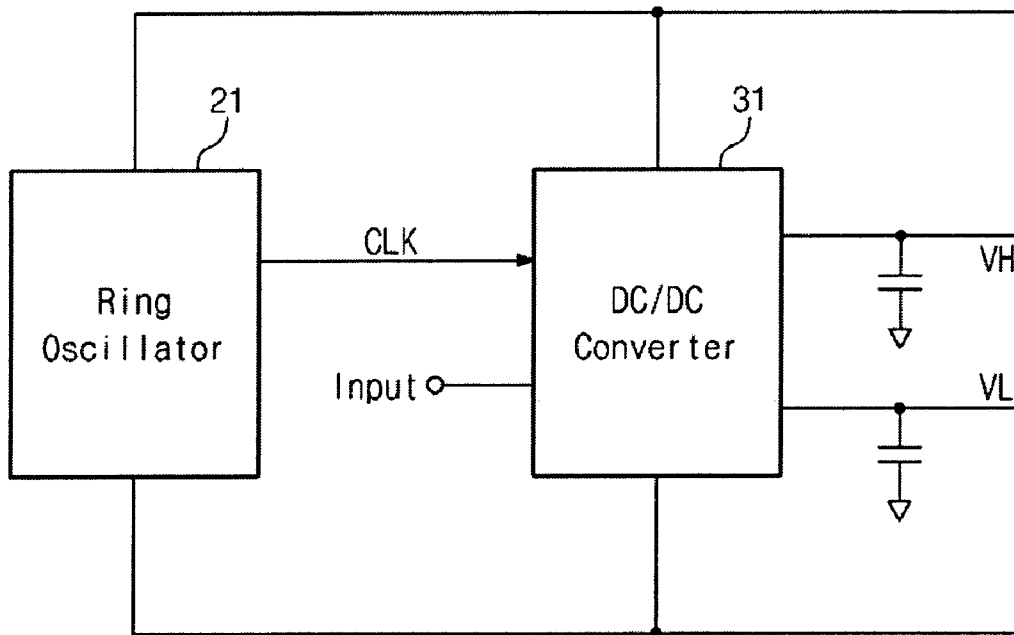 21
31
CLK
VH
Ring
Oscillator
DC/DC
Converter
Input
VL